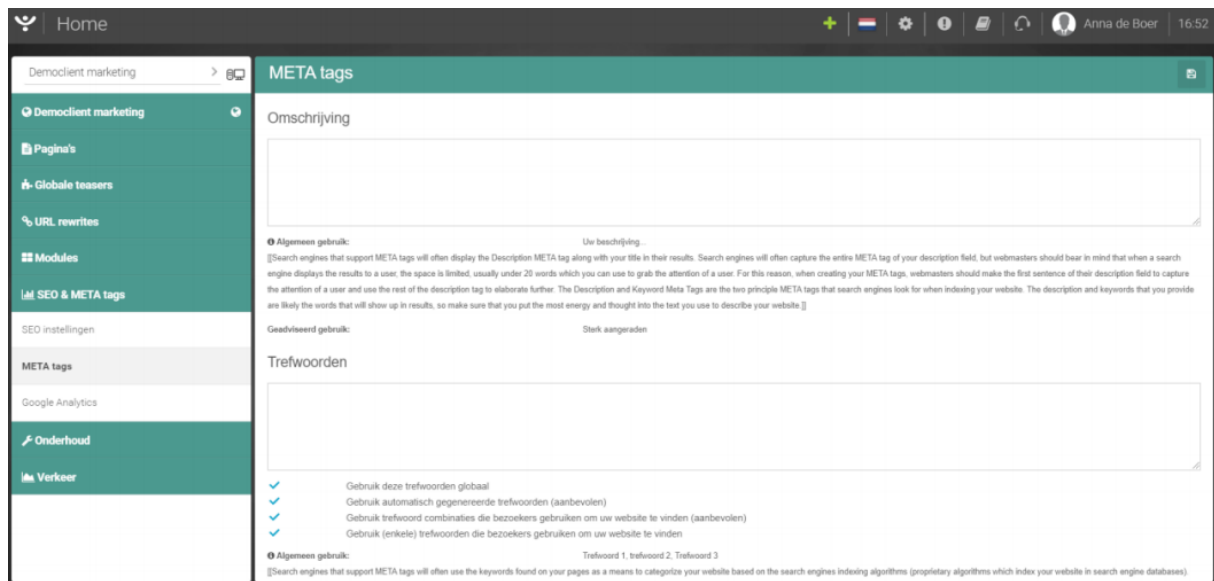 Home
Anna de Boer
16:52
Democlient marketing
META tags
Democlient marketing
Pagina's
Globale teasers
URL rewrites
Modules
SEO & META tags
SEO instellingen
META tags
Google Analytics
Onderhoud
Verkeer
Omschrijving
Algemeen gebruik: Uw beschrijving...
[[Search engines that support META tags will often display the Description META tag along with your title in their results. Search engines will often capture the entire META tag of your description field, but webmasters should bear in mind that when a search
engine displays the results to a user, the space is limited, usually under 20 words which you can use to grab the attention of a user. For this reason, when creating your META tags, webmasters should make the first sentence of their description field to capture
the attention of a user and use the rest of the description tag to elaborate further. The Description and Keyword Meta Tags are the two principle META tags that search engines look for when indexing your website. The description and keywords that you provide
are likely the words that will show up in results, so make sure that you put the most energy and thought into the text you use to describe your website.]]
Geadviseerd gebruik: Sterk aangeraden
Trefwoorden
Gebruik deze trefwoorden globaal
Gebruik automatisch gegenereerde trefwoorden (aanbevolen)
Gebruik trefwoord combinaties die bezoekers gebruiken om uw website te vinden (aanbevolen)
Gebruik (enkele) trefwoorden die bezoekers gebruiken om uw website te vinden
Algemeen gebruik: Trefwoord 1, trefwoord 2, Trefwoord 3
[[Search engines that support META tags will often use the keywords found on your pages as a means to categorize your website based on the search engines indexing algorithms (proprietary algorithms which index your website in search engine databases).